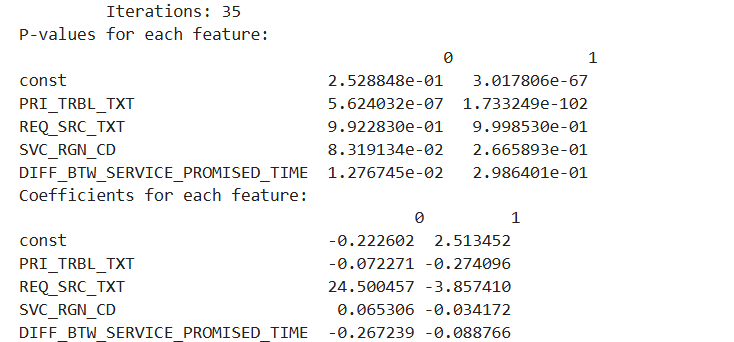 Iterations: 35
P-values for each feature:
0 1
const 2.528848e-01 3.017806e-67
PRI_TRBL_TXT 5.624032e-07 1.733249e-102
REQ_SRC_TXT 9.922830e-01 9.998530e-01
SVC_RGN_CD 8.319134e-02 2.665893e-01
DIFF_BTW_SERVICE_PROMISED_TIME 1.276745e-02 2.986401e-01
Coefficients for each feature:
0 1
const -0.222602 2.513452
PRI_TRBL_TXT -0.072271 -0.274096
REQ_SRC_TXT 24.500457 -3.857410
SVC_RGN_CD 0.065306 -0.034172
DIFF_BTW_SERVICE_PROMISED_TIME -0.267239 -0.088766